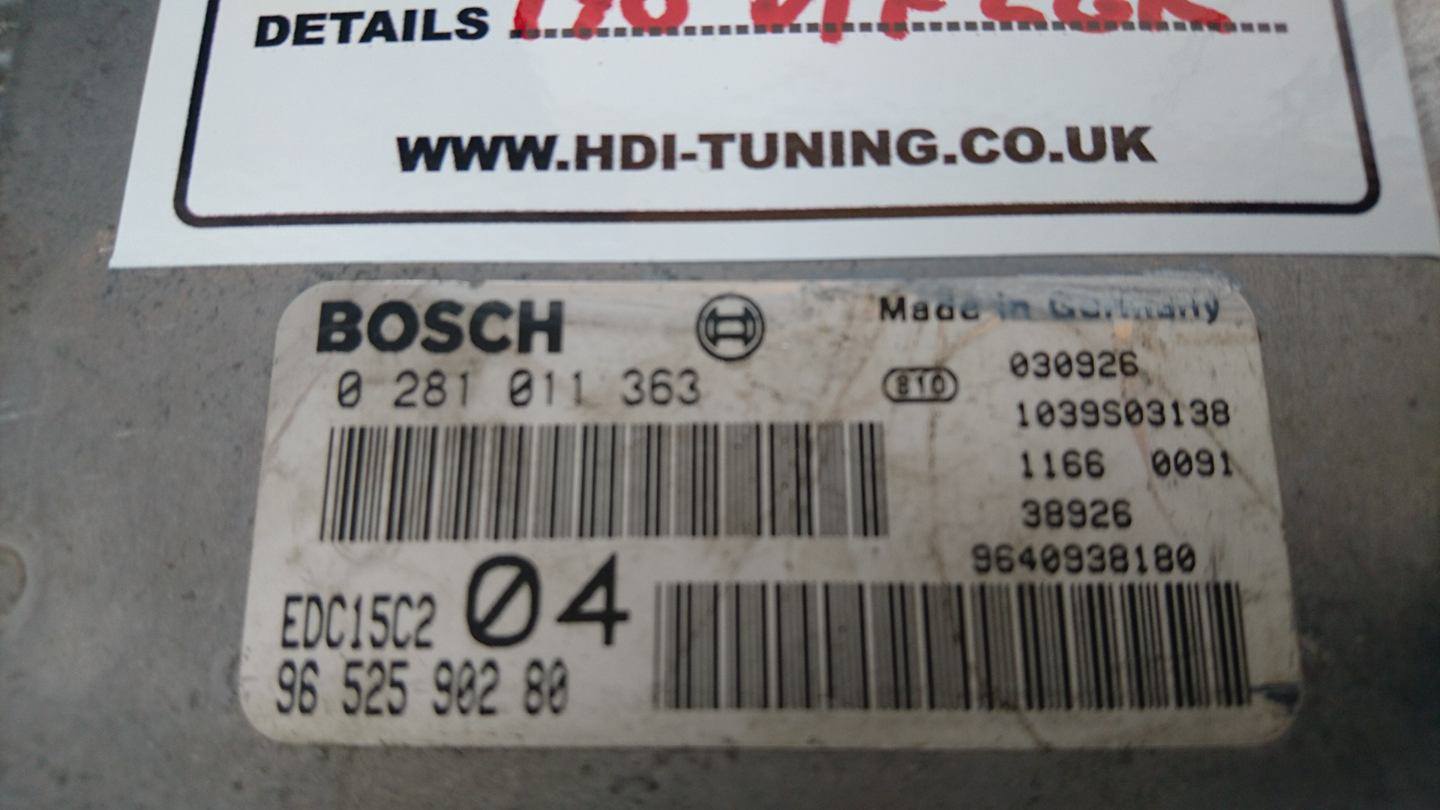 DETAILS
WWW.HDI-TUNING.CO.UK
BOSCH
Made in Germany
0 281 011 363
810
030926
1039S03138
1166 0091
38926
9640938180
EDC15C2 04
96 525 902 80